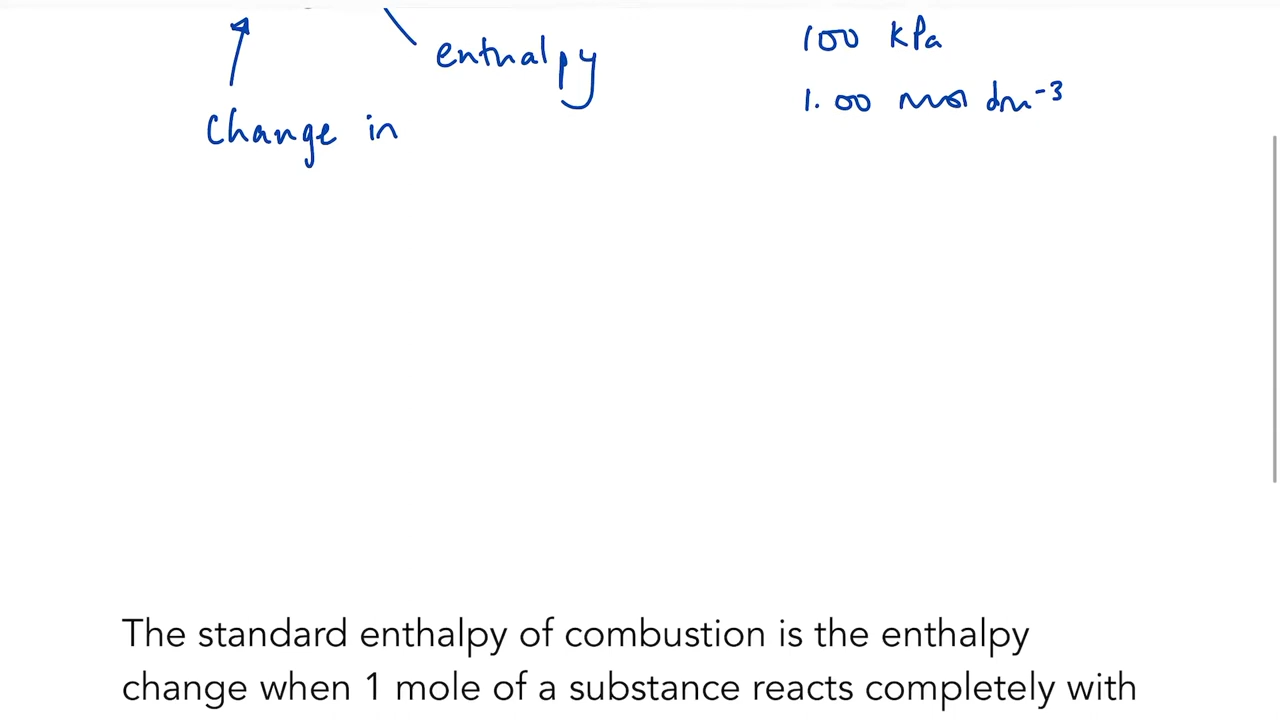 100 kPa
enthalpy
1.00 mol dm⁻³
Change in
The standard enthalpy of combustion is the enthalpy
change when 1 mole of a substance reacts completely with